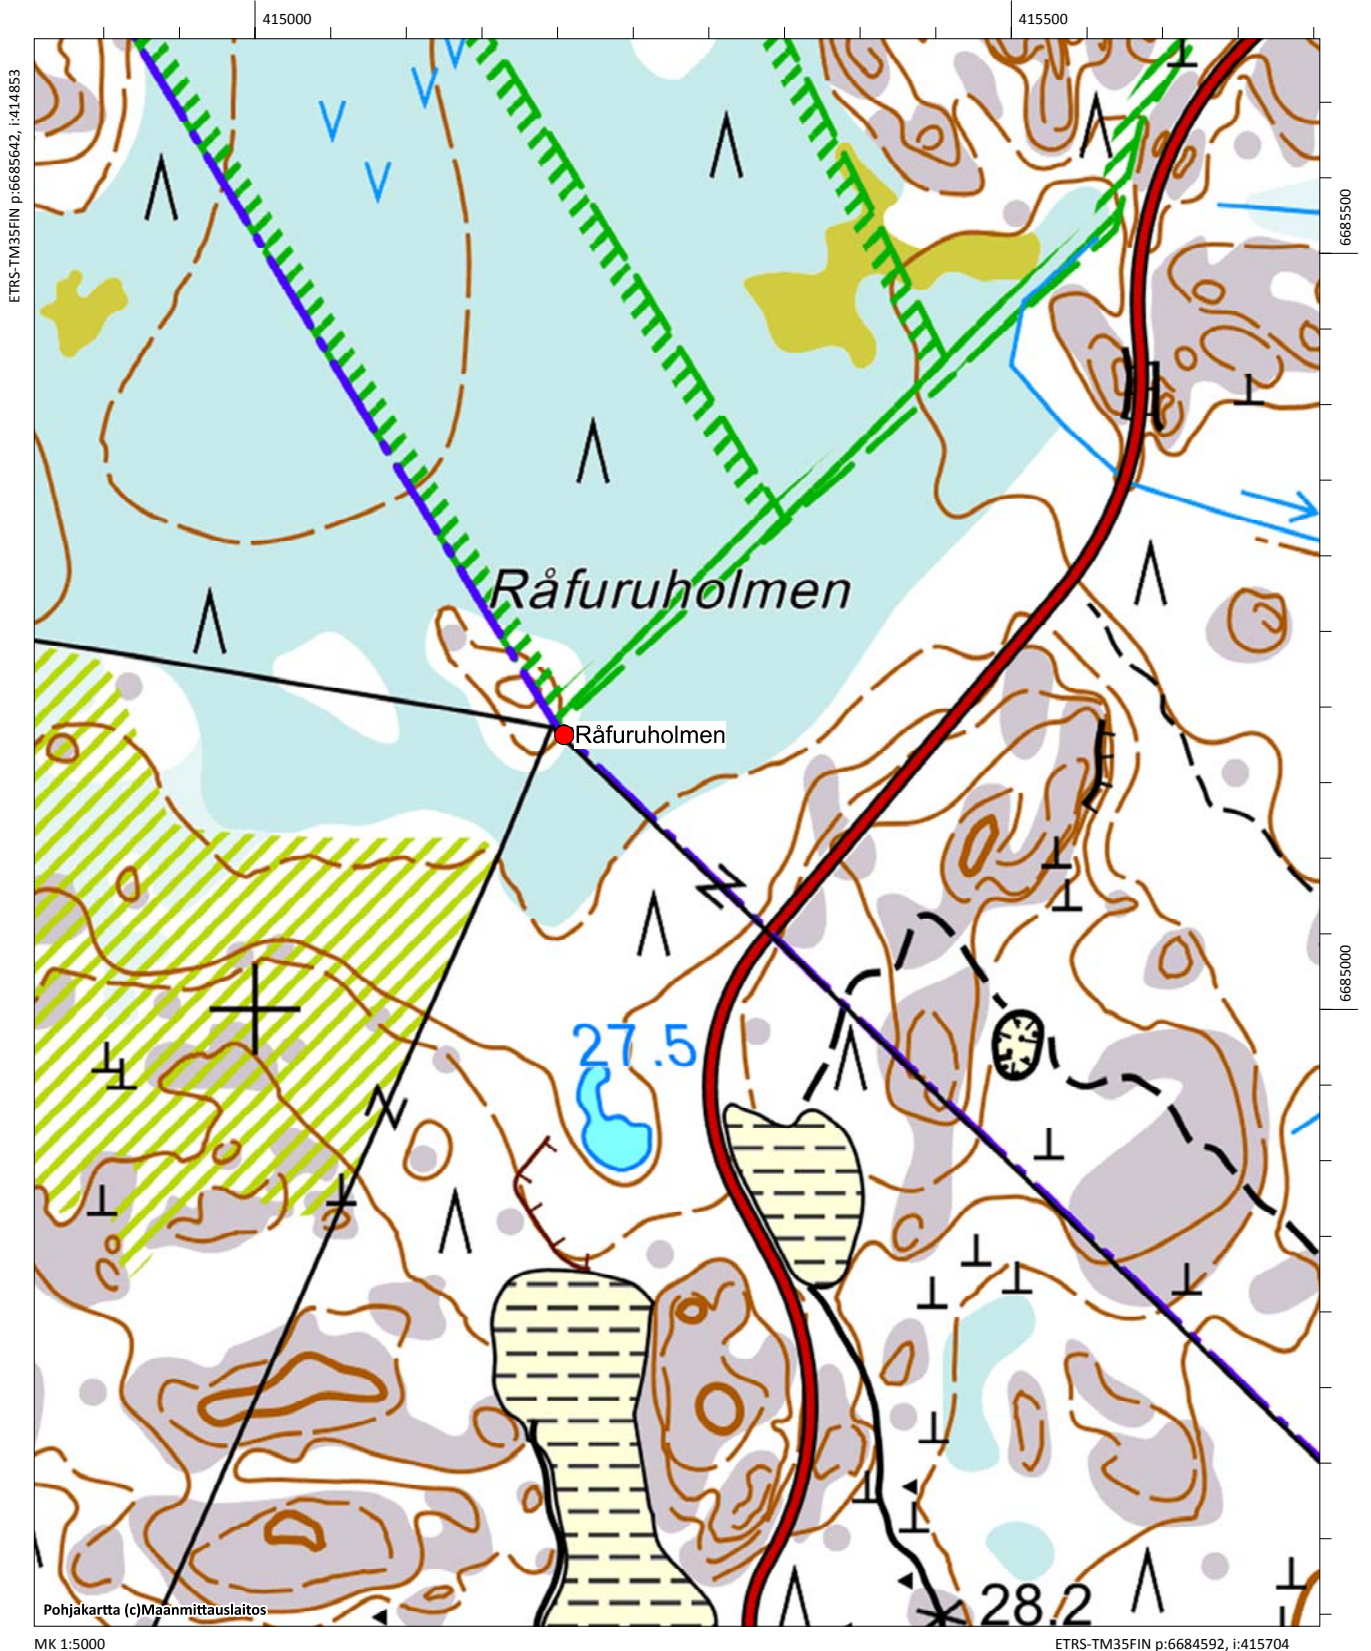 415000
415500
ETRS-TM35FIN p:6685642, i:414853
6685500
Råfuruholmen
Råfuruholmen
6685000
27.5
28.2
Pohjakartta (c)Maanmittauslaitos
MK 1:5000
ETRS-TM35FIN p:6684592, i:415704